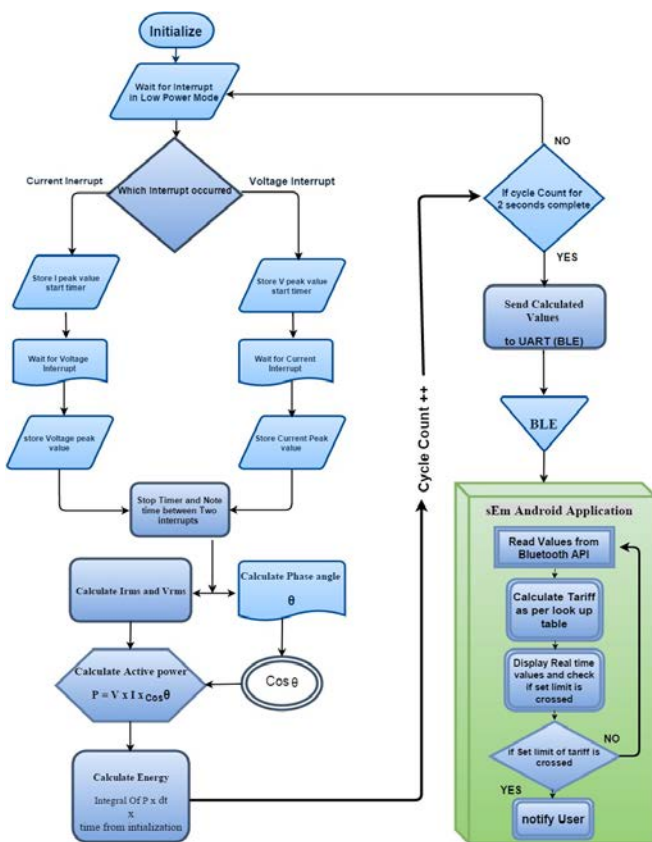 Initialize
Wait for Interrupt
in Low Power Mode
Current Inerrupt
Which Interrupt occurred
Voltage Interrupt
Store I peak value
start timer
Store V peak value
start timer
Wait for Voltage
Interrupt
Wait for Current
Interrupt
store Voltage peak
value
Store Current Peak
value
Stop Timer and Note
time between Two
interrupts
Calculate Irms and Vrms
Calculate Phase angle
θ
Calculate Active power
P = V x I x Cosθ
Cos θ
Calculate Energy
Integral Of P x dt
x
time from intialization
Cycle Count ++
NO
If cycle Count for
2 seconds complete
YES
Send Calculated
Values
to UART (BLE)
BLE
sEm Android Application
Read Values from
Bluetooth API
Calculate Tariff
as per look up
table
Display Real time
values and check
if set limit is
crossed
NO
if Set limit of tariff is
crossed
YES
notify User